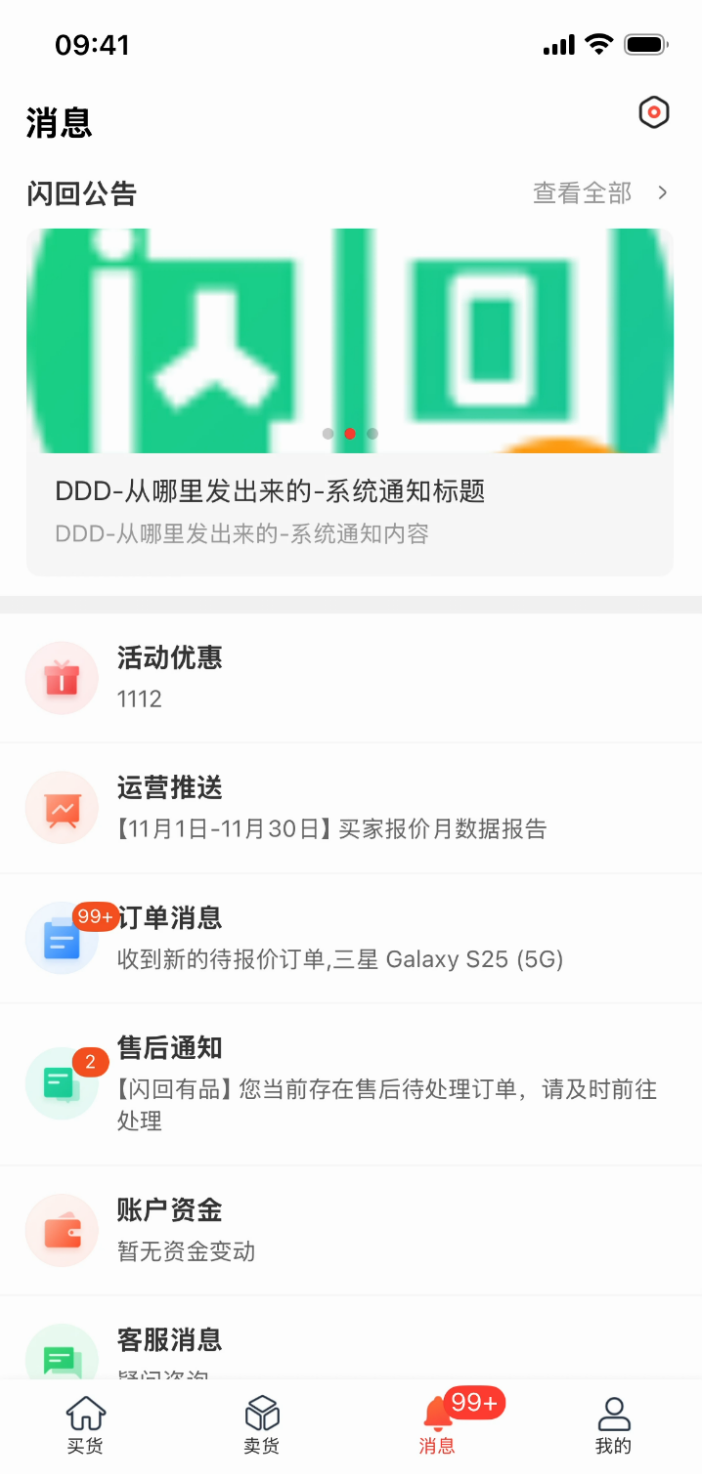 09:41
消息
闪回公告
查看全部
闪回
DDD-从哪里发出来的-系统通知标题
DDD-从哪里发出来的-系统通知内容
活动优惠
1112
运营推送
【11月1日-11月30日】买家报价月数据报告
99+
订单消息
收到新的待报价订单,三星 Galaxy S25 (5G)
2
售后通知
【闪回有品】您当前存在售后待处理订单，请及时前往
处理
账户资金
暂无资金变动
客服消息
疑问咨询
99+
买货
卖货
消息
我的